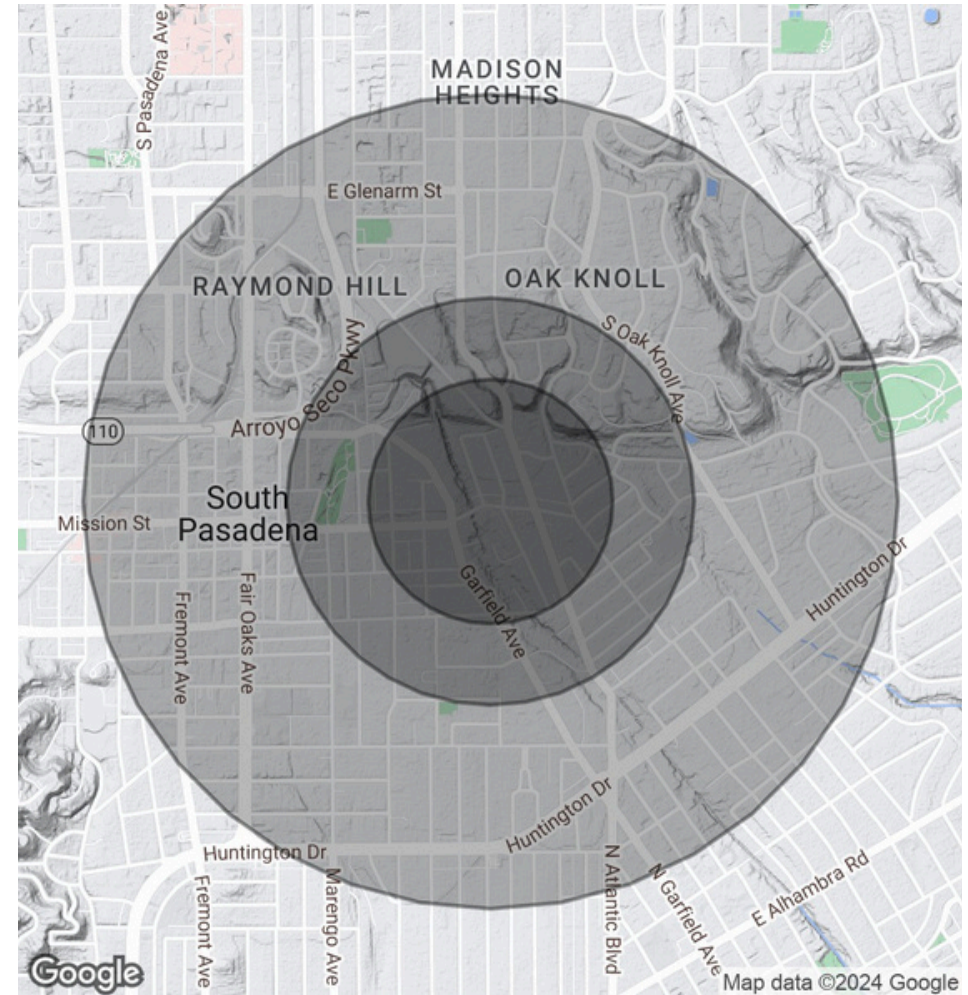 S Pasadena Ave
MADISON
HEIGHTS
E Glenarm St
RAYMOND HILL
OAK KNOLL
S Oak Knoll Ave
Arroyo Seco Pkwy
110
South
Pasadena
Mission St
Huntington Dr
Garfield Ave
Fair Oaks Ave
Fremont Ave
Huntington Dr
Huntington Dr
Fremont Ave
Marengo Ave
N Atlantic Blvd
N Garfield Ave
E Alhambra Rd
Google
Map data ©2024 Google